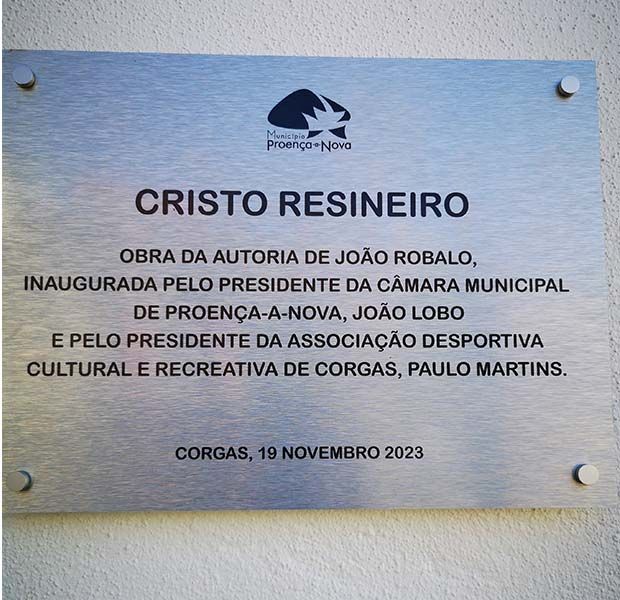 Município
Proença-a-Nova
CRISTO RESINEIRO
OBRA DA AUTORIA DE JOÃO ROBALO,
INAUGURADA PELO PRESIDENTE DA CÂMARA MUNICIPAL
DE PROENÇA-A-NOVA, JOÃO LOBO
E PELO PRESIDENTE DA ASSOCIAÇÃO DESPORTIVA
CULTURAL E RECREATIVA DE CORGAS, PAULO MARTINS.
CORGAS, 19 NOVEMBRO 2023